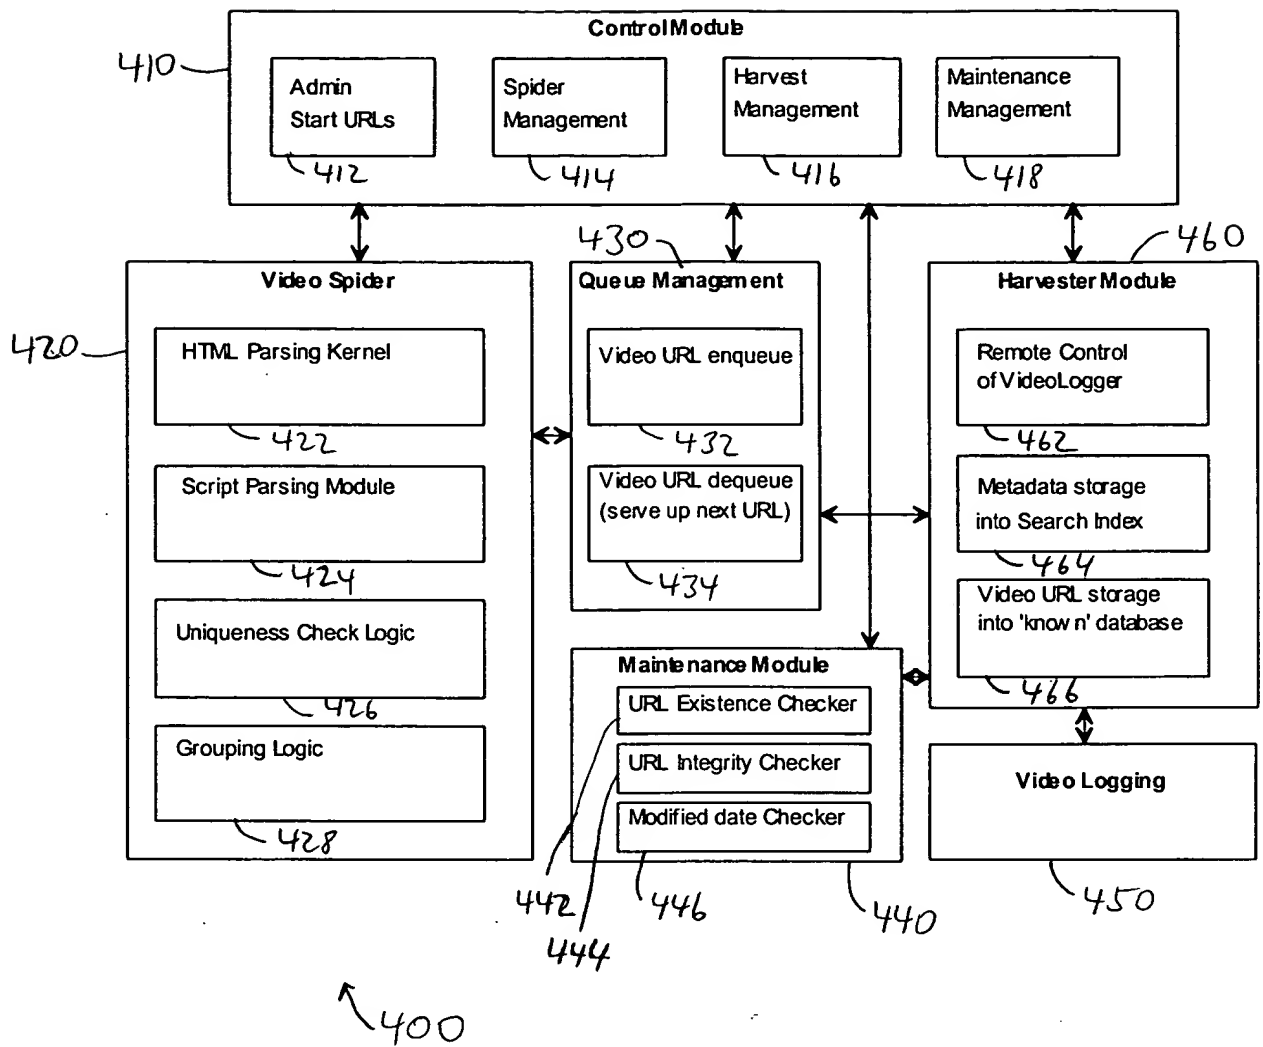 Control Module
410
Admin
Start URLs
412
Spider
Management
414
Harvest
Management
416
Maintenance
Management
418
430
460
Video Spider
420
HTML Parsing Kernel
422
Script Parsing Module
424
Uniqueness Check Logic
426
Grouping Logic
428
Queue Management
Video URL enqueue
432
Video URL dequeue
(serve up next URL)
434
Harvester Module
Remote Control
of VideoLogger
462
Metadata storage
into Search Index
464
Video URL storage
into 'known' database
466
Maintenance Module
URL Existence Checker
URL Integrity Checker
Modified date Checker
442
444
446
440
Video Logging
450
400